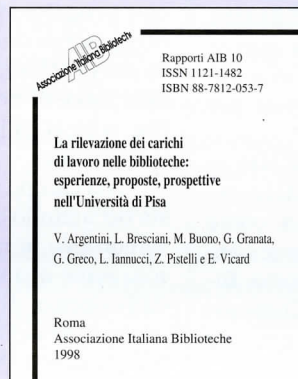 AIB
Associazione Italiana Biblioteche
Rapporti AIB 10
ISSN 1121-1482
ISBN 88-7812-053-7
La rilevazione dei carichi
di lavoro nelle biblioteche:
esperienze, proposte, prospettive
nell'Università di Pisa
V. Argentini, L. Bresciani, M. Buono, G. Granata,
G. Greco, L. Iannucci, Z. Pistelli e E. Vicard
Roma
Associazione Italiana Biblioteche
1998